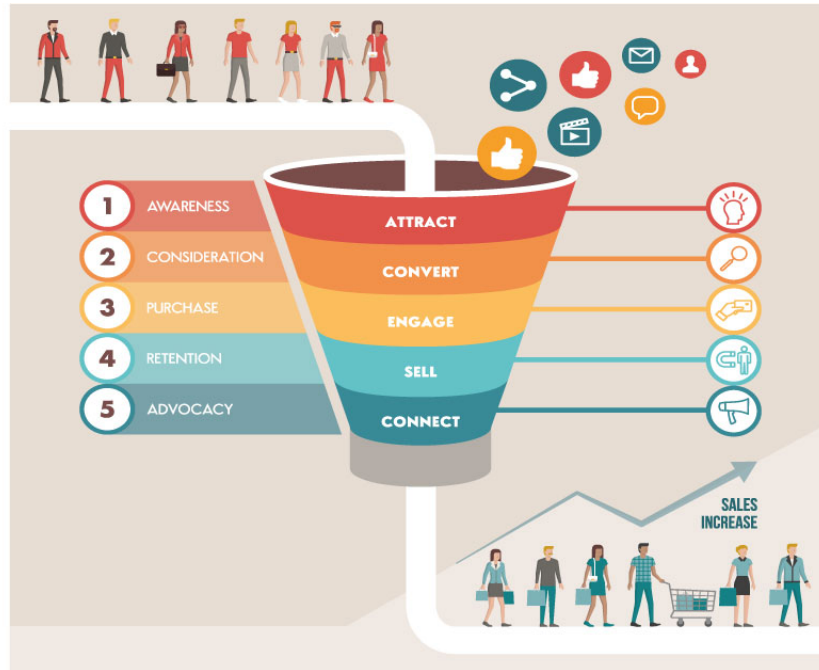 1 AWARENESS
ATTRACT
2 CONSIDERATION
CONVERT
3 PURCHASE
ENGAGE
4 RETENTION
SELL
5 ADVOCACY
CONNECT
SALES
INCREASE